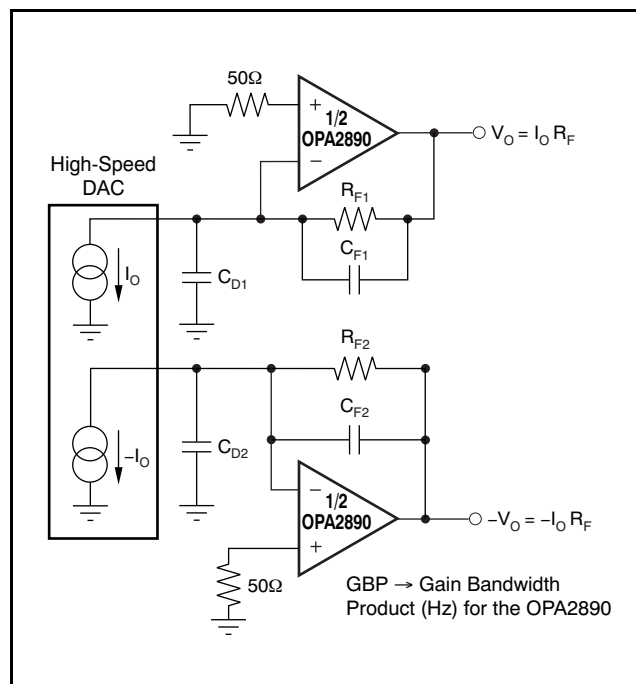 50Ω
+
1/2
OPA2890
−
V_O = I_O R_F
High-Speed
DAC
R_F1
C_F1
I_O
C_D1
R_F2
C_F2
−I_O
C_D2
−
1/2
OPA2890
+
−V_O = −I_O R_F
50Ω
GBP → Gain Bandwidth
Product (Hz) for the OPA2890